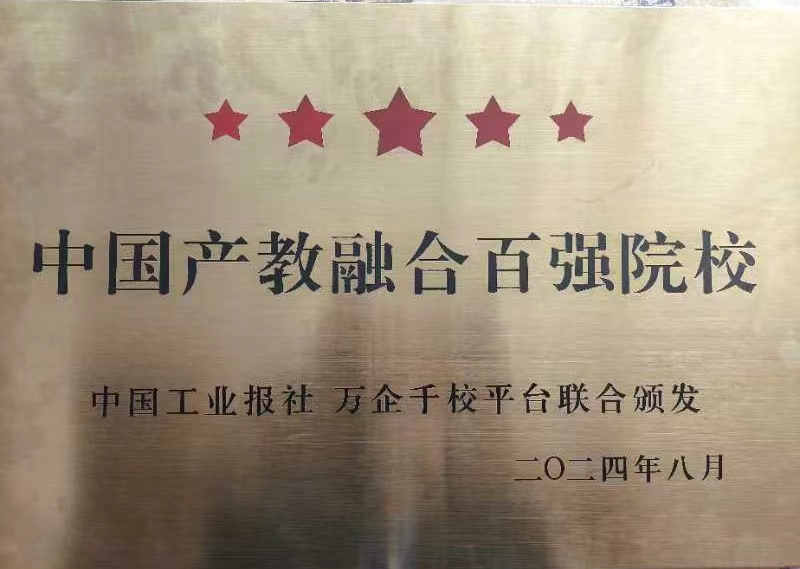 中国产教融合百强院校
中国工业报社 万企千校平台联合颁发
二〇二四年八月